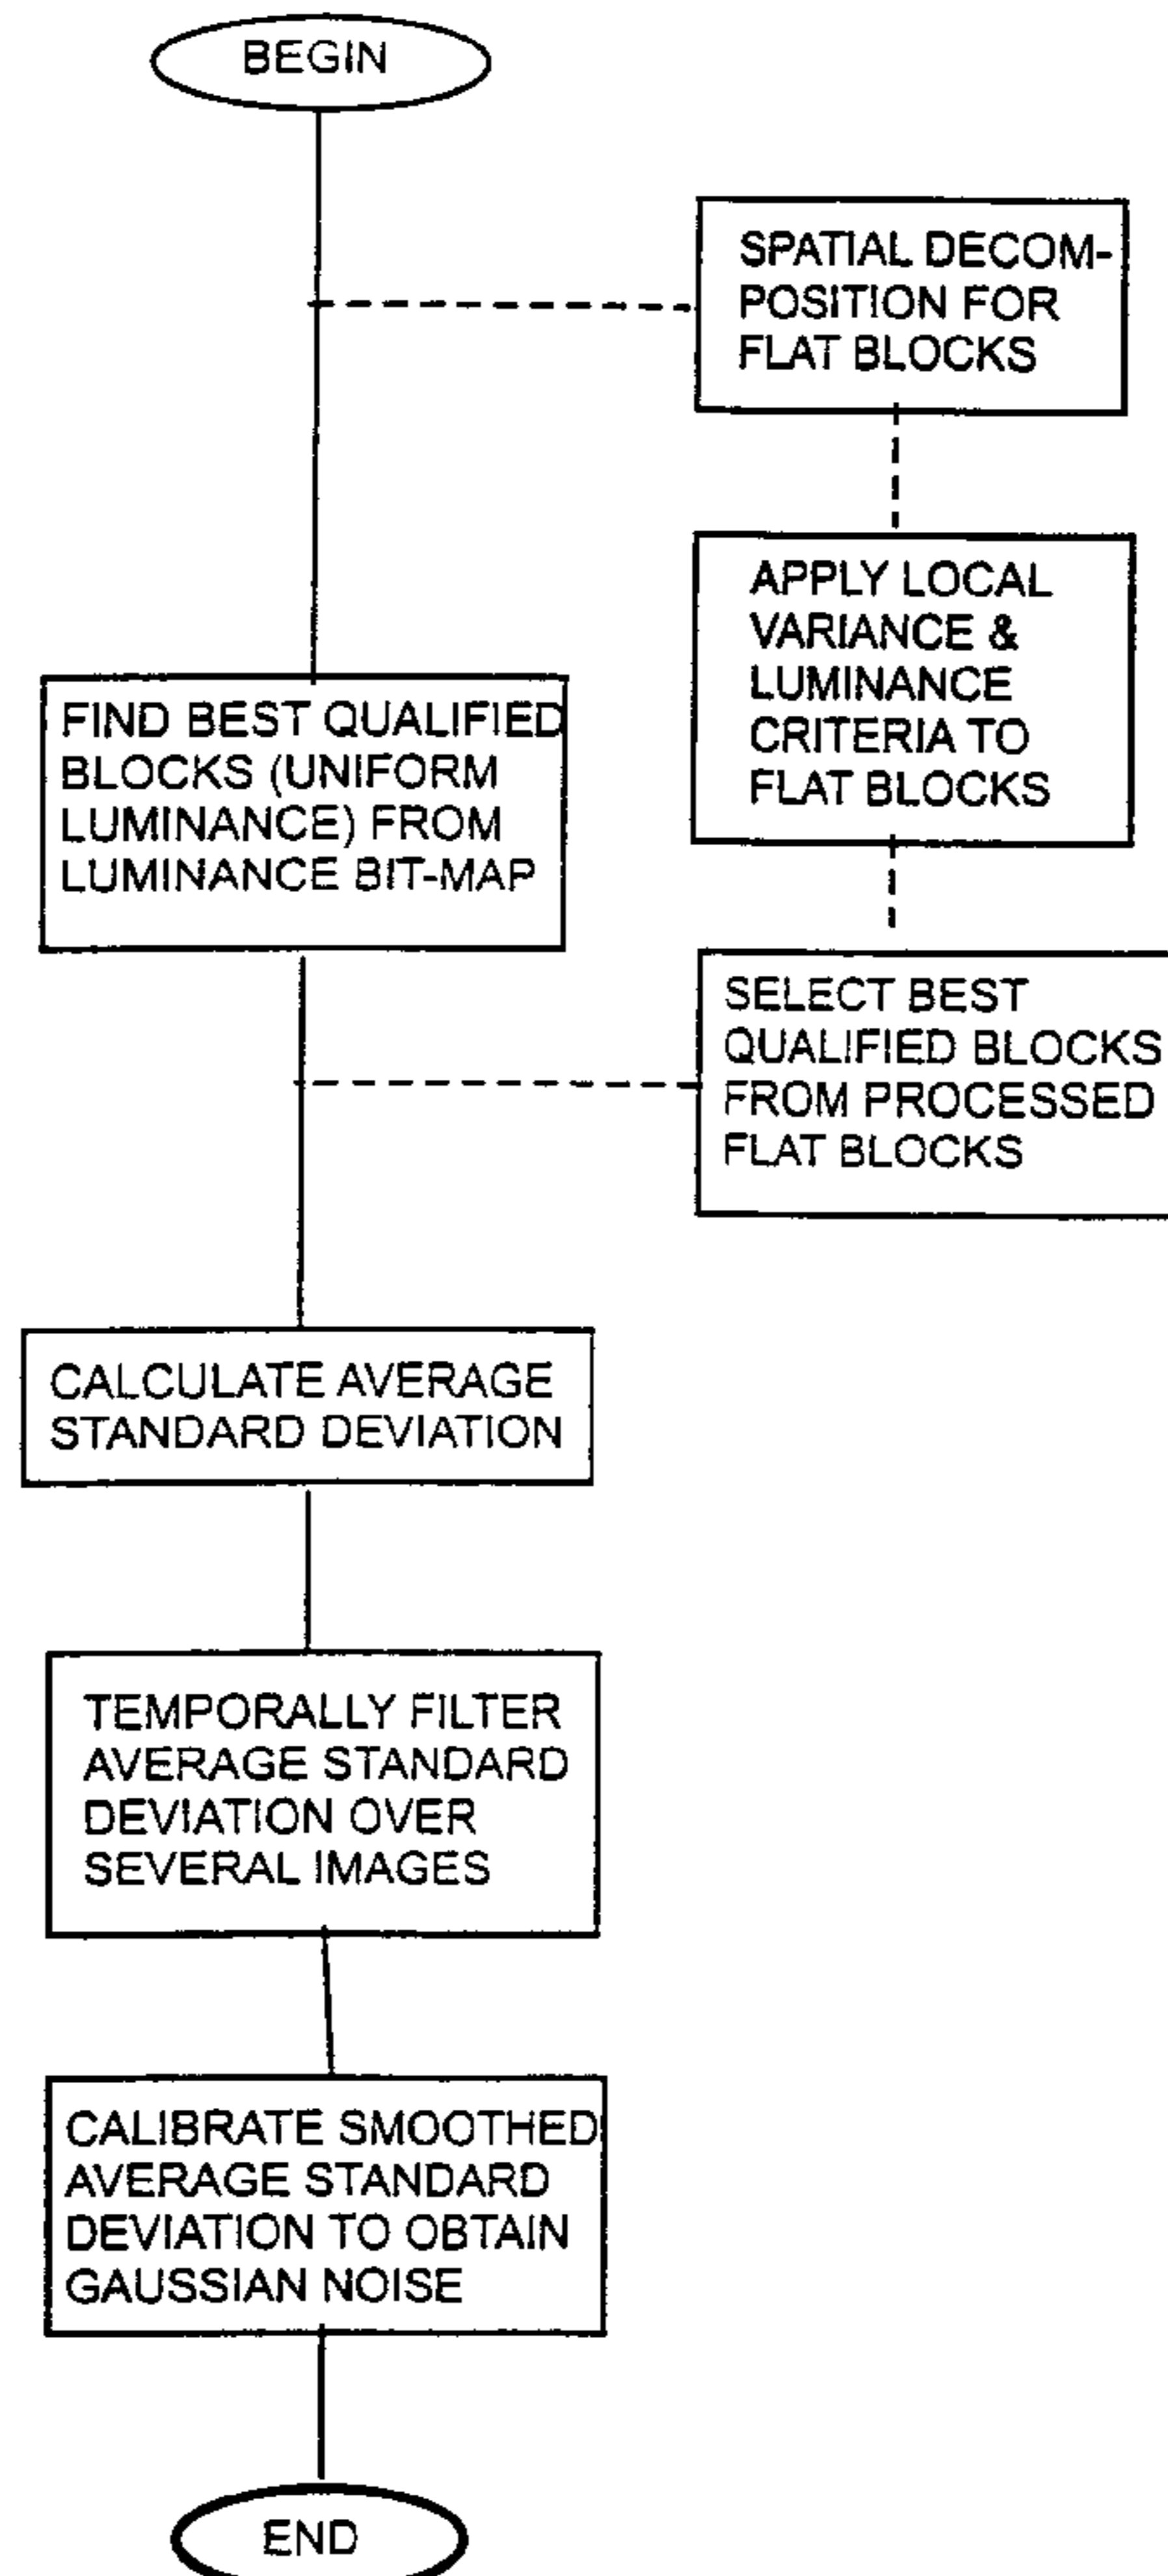 BEGIN
SPATIAL DECOM-
POSITION FOR
FLAT BLOCKS
APPLY LOCAL
VARIANCE &
LUMINANCE
CRITERIA TO
FLAT BLOCKS
FIND BEST QUALIFIED
BLOCKS (UNIFORM
LUMINANCE) FROM
LUMINANCE BIT-MAP
SELECT BEST
QUALIFIED BLOCKS
FROM PROCESSED
FLAT BLOCKS
CALCULATE AVERAGE
STANDARD DEVIATION
TEMPORALLY FILTER
AVERAGE STANDARD
DEVIATION OVER
SEVERAL IMAGES
CALIBRATE SMOOTHED
AVERAGE STANDARD
DEVIATION TO OBTAIN
GAUSSIAN NOISE
END